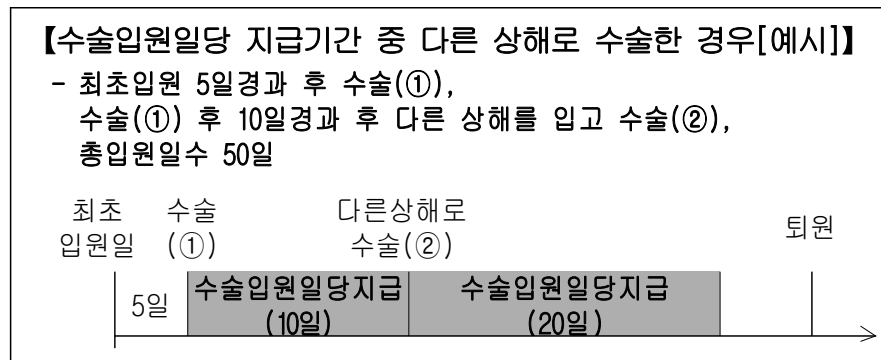 【수술입원일당 지급기간 중 다른 상해로 수술한 경우[예시]】
- 최초입원 5일경과 후 수술(①),
수술(①) 후 10일경과 후 다른 상해를 입고 수술(②),
총입원일수 50일
최초 수술 다른상해로 퇴원
입원일 (①) 수술(②)
5일 수술입원일당지급 수술입원일당지급
(10일) (20일)